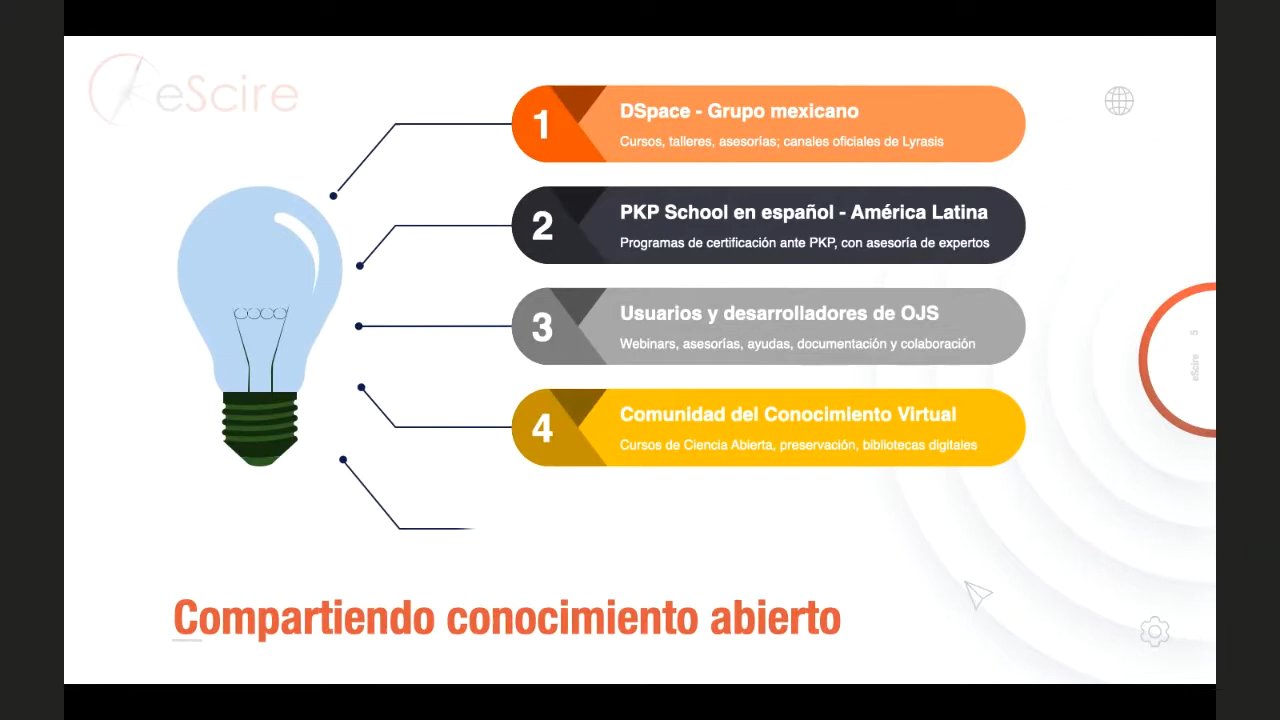 eScire
1
DSpace - Grupo mexicano
Cursos, talleres, asesorías; canales oficiales de Lyrasis
2
PKP School en español - América Latina
Programas de certificación ante PKP, con asesoría de expertos
3
Usuarios y desarrolladores de OJS
Webinars, asesorías, ayudas, documentación y colaboración
4
Comunidad del Conocimiento Virtual
Cursos de Ciencia Abierta, preservación, bibliotecas digitales
eScire 5
Compartiendo conocimiento abierto